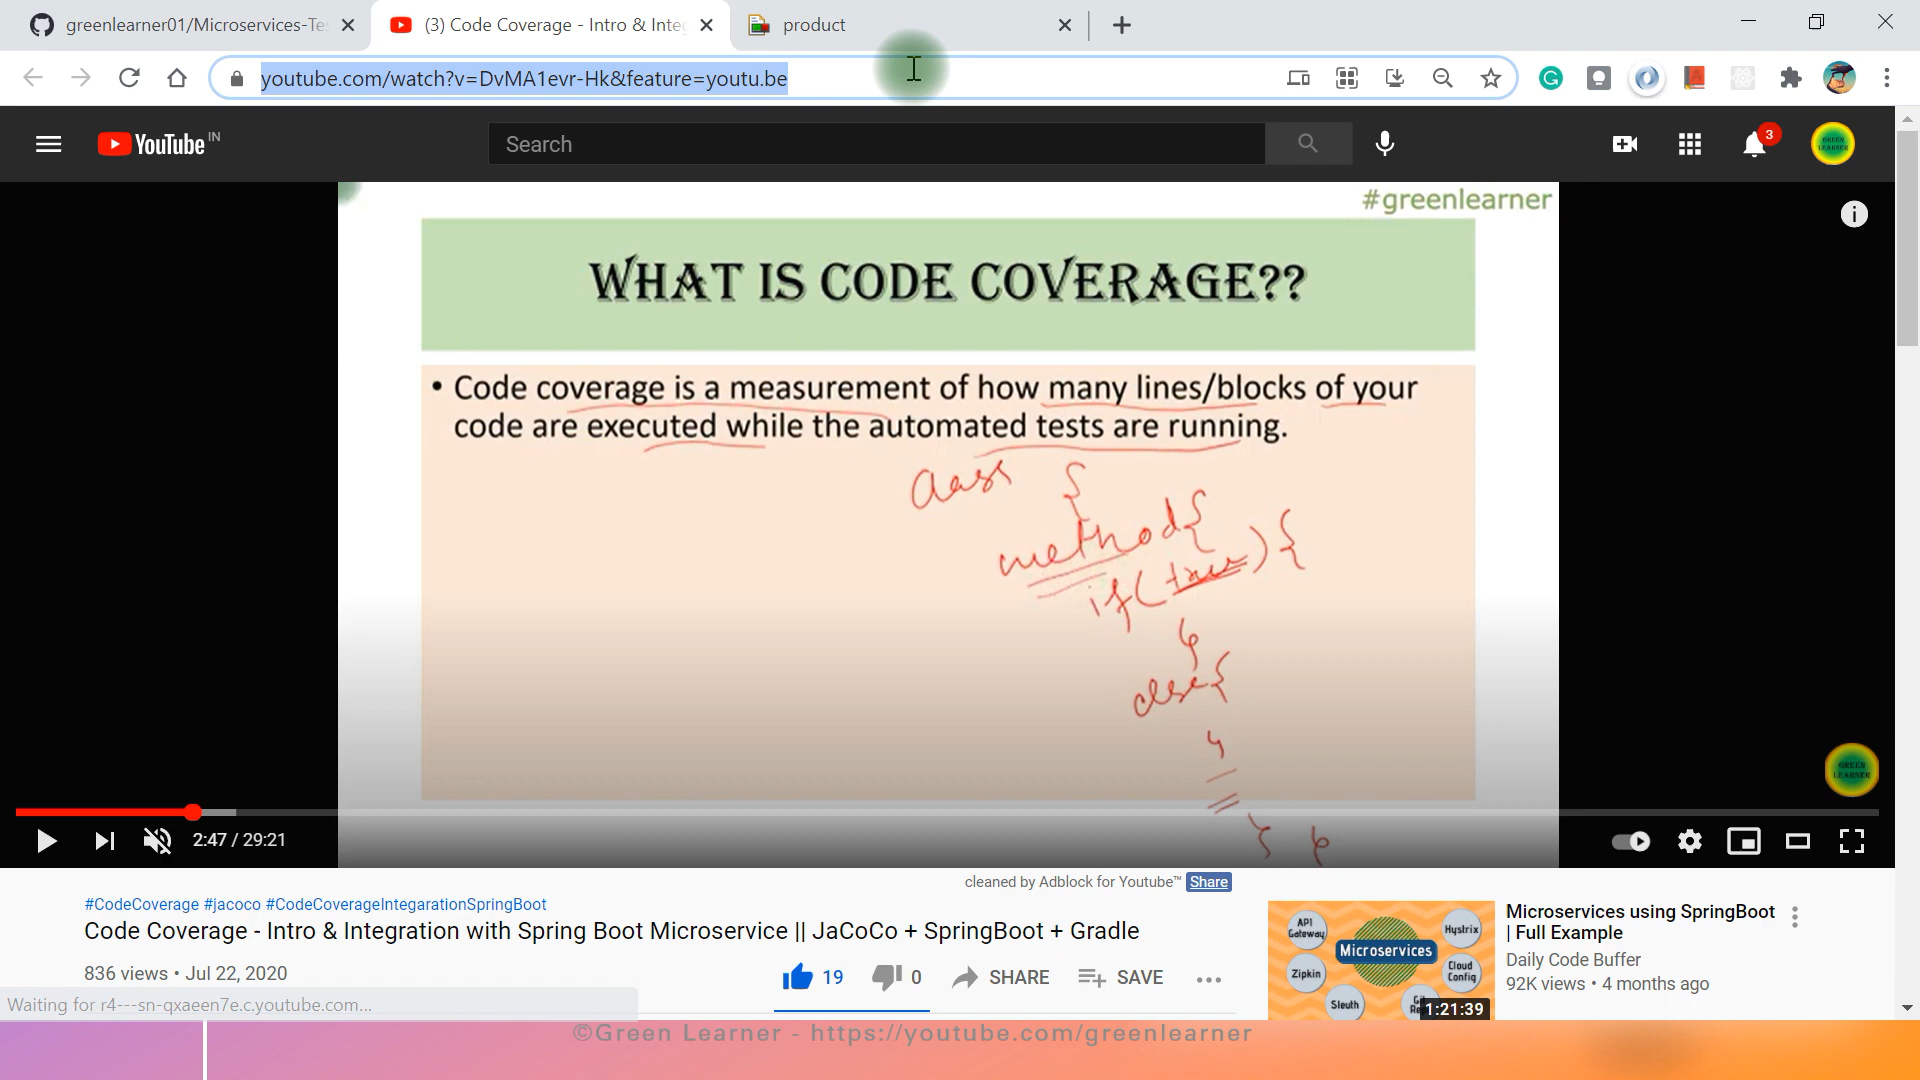 greenlearner01/Microservices-Te
(3) Code Coverage - Intro & Inte
product
youtube.com/watch?v=DvMA1evr-Hk&feature=youtu.be
YouTube IN
Search
3
#greenlearner
WHAT IS CODE COVERAGE??
• Code coverage is a measurement of how many lines/blocks of your
code are executed while the automated tests are running.
class {
method{
if(true){
}
else{
}
} }
GREEN
LEARNER
2:47 / 29:21
cleaned by Adblock for Youtube™ Share
#CodeCoverage #jacoco #CodeCoverageIntegarationSpringBoot
Code Coverage - Intro & Integration with Spring Boot Microservice || JaCoCo + SpringBoot + Gradle
836 views • Jul 22, 2020
19
0
SHARE
SAVE
Waiting for r4---sn-qxaeen7e.c.youtube.com...
API
Gateway
Hystrix
Microservices
Zipkin
Cloud
Config
Sleuth
1:21:39
Microservices using SpringBoot
| Full Example
Daily Code Buffer
92K views • 4 months ago
©Green Learner - https://youtube.com/greenlearner